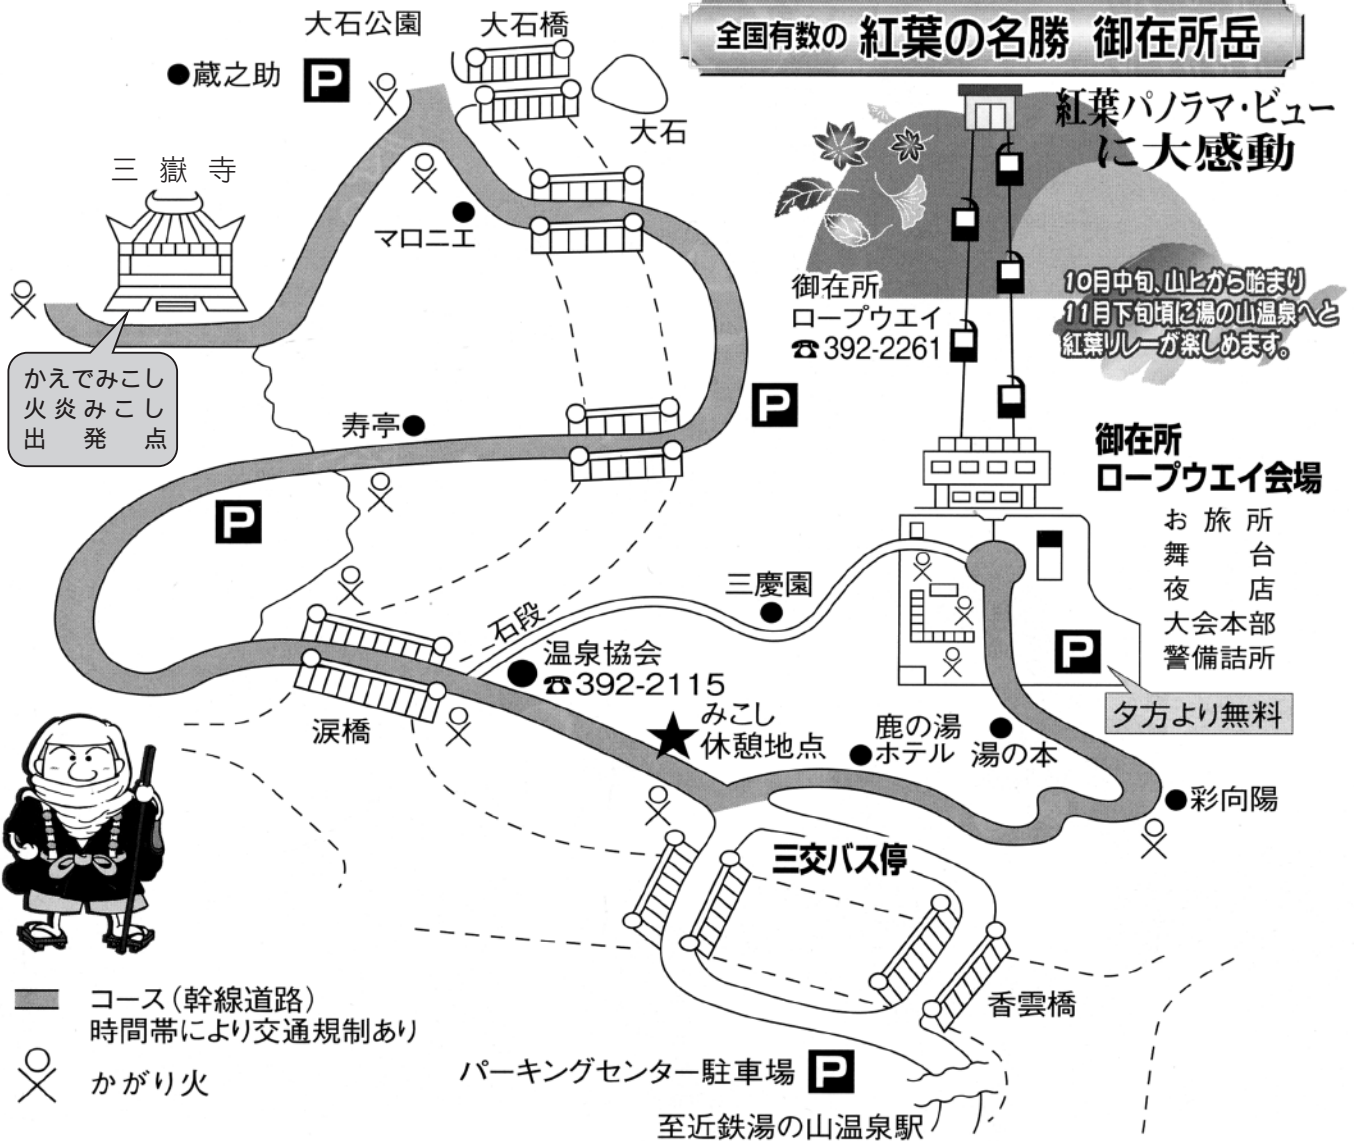 全国有数の 紅葉の名勝 御在所岳
大石公園
大石橋
●蔵之助
P
大石
紅葉パノラマ・ビュー
に大感動
三嶽寺
マロニエ
御在所
ロープウエイ
☎392-2261
10月中旬、山上から始まり
11月下旬頃に湯の山温泉へと
紅葉リレーが楽しめます。
かえでみこし
火炎みこし
出発点
寿亭●
P
P
御在所
ロープウエイ会場
お旅所
舞台
夜店
大会本部
警備詰所
三慶園
石段
温泉協会
☎392-2115
P
夕方より無料
涙橋
★みこし
休憩地点
鹿の湯
●ホテル
湯の本
●彩向陽
三交バス停
香雲橋
コース（幹線道路）
時間帯により交通規制あり
かがり火
パーキングセンター駐車場 P
至近鉄湯の山温泉駅